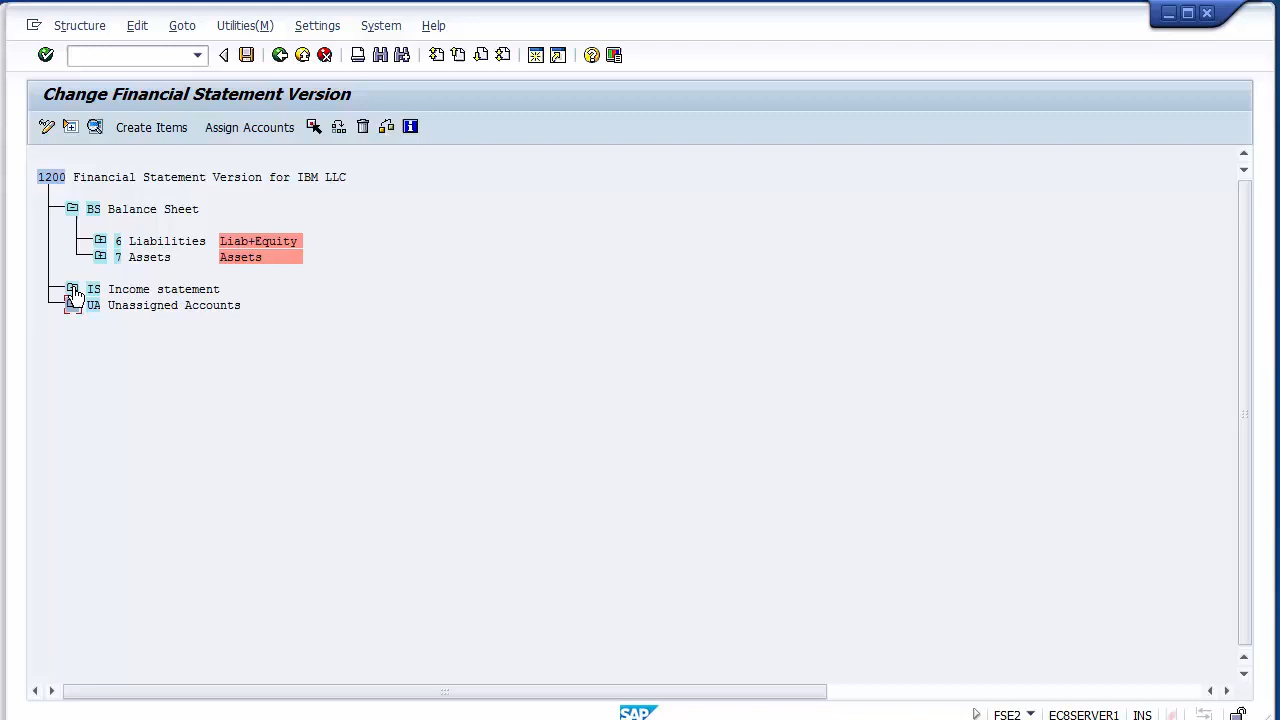 Structure Edit Goto Utilities(M) Settings System Help
Change Financial Statement Version
Create Items Assign Accounts
1200 Financial Statement Version for IBM LLC
BS Balance Sheet
6 Liabilities Liab+Equity
7 Assets Assets
IS Income statement
UA Unassigned Accounts
SAP FSE2 EC8SERVER1 INS